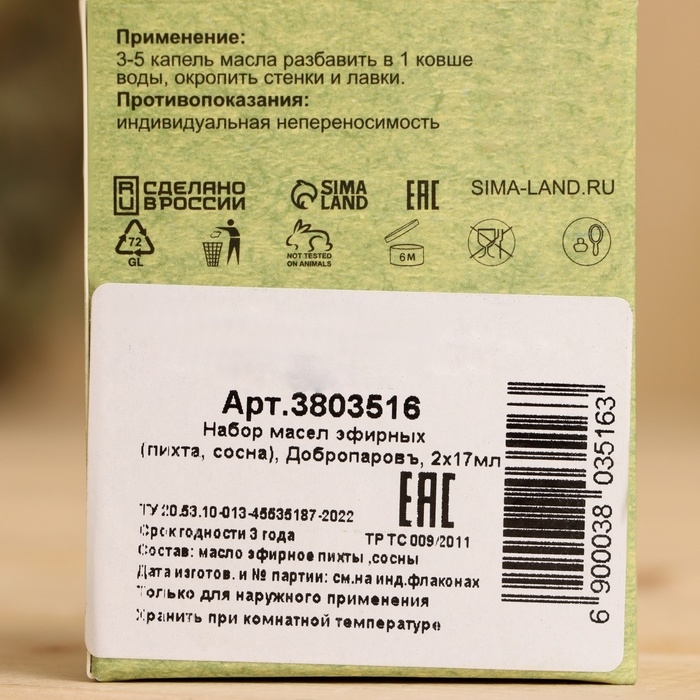 Применение:
3-5 капель масла разбавить в 1 ковше
воды, окропить стенки и лавки.
Противопоказания:
индивидуальная непереносимость
СДЕЛАНО
В РОССИИ
SIMA
LAND
ЕАС
SIMA-LAND.RU
72
GL
NOT TESTED
ON ANIMALS
6 M
Арт.3803516
Набор масел эфирных
(пихта, сосна), Добропаровъ, 2х17мл
ЕАС
ТУ 20.53.10-013-45535187-2022
Срок годности 3 года
ТР ТС 009/2011
Состав: масло эфирное пихты ,сосны
Дата изготов. и № партии: см.на инд.флаконах
Только для наружного применения
Хранить при комнатной температуре
6 900038 035163